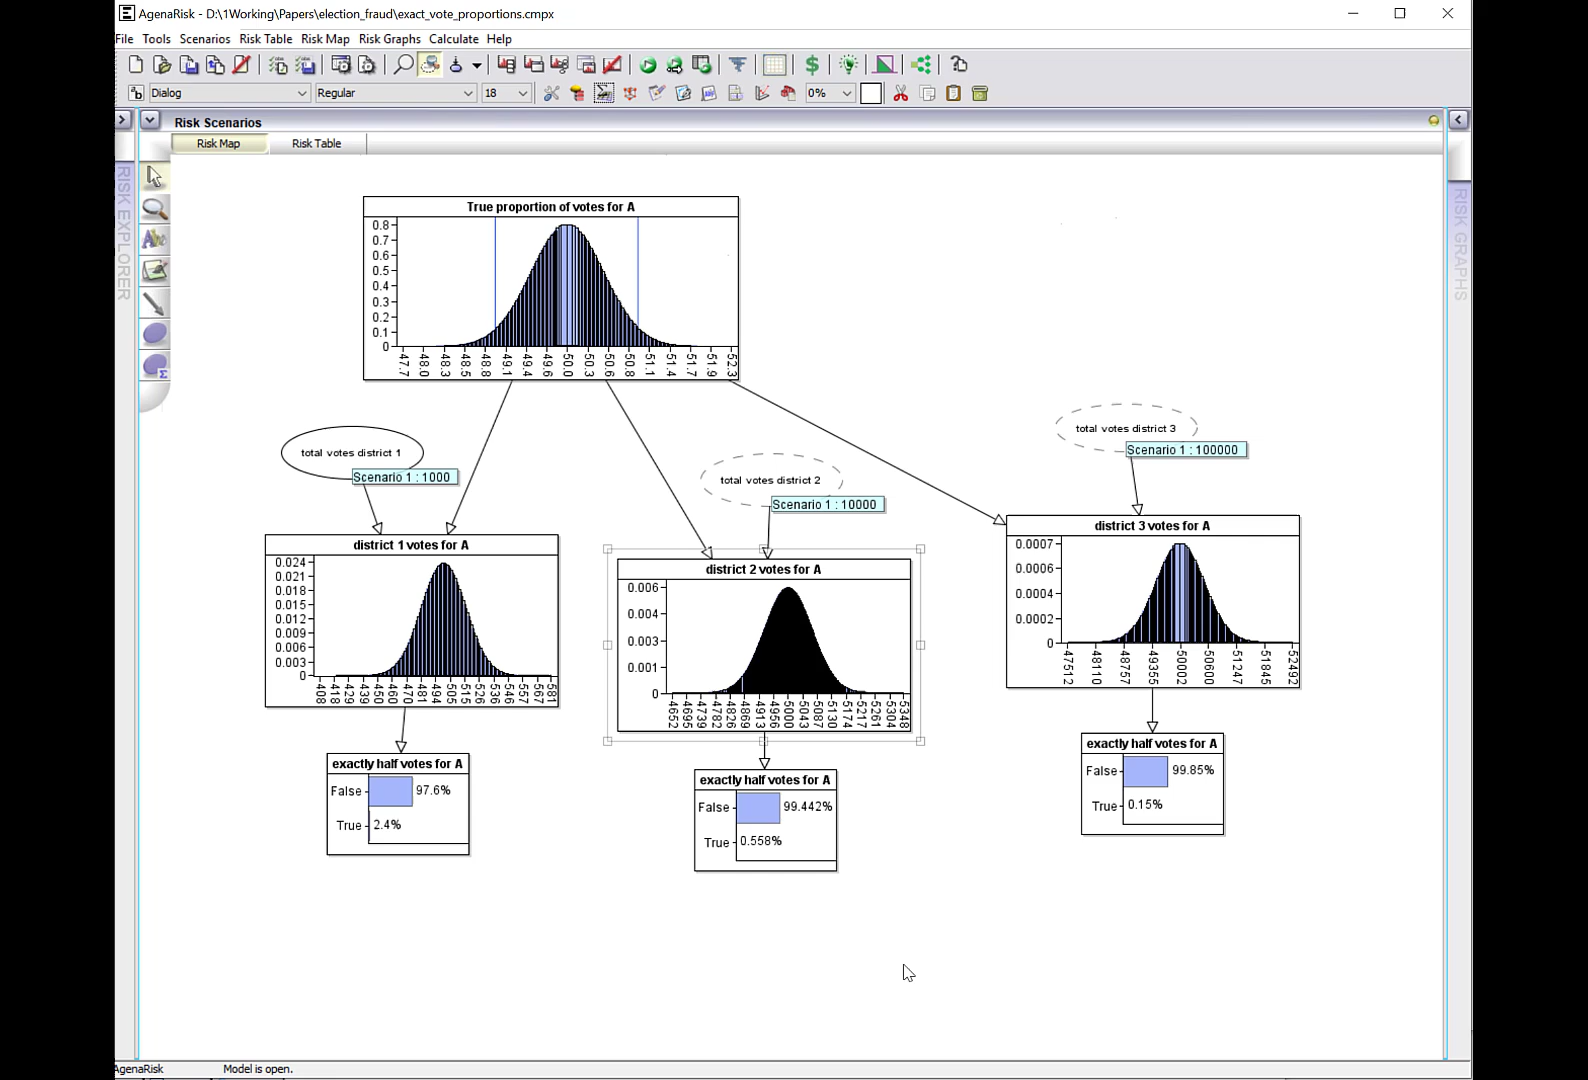 AgenaRisk - D:\1Working\Papers\election_fraud\exact_vote_proportions.cmpx
File Tools Scenarios Risk Table Risk Map Risk Graphs Calculate Help
Dialog Regular 18 0%
Risk Scenarios
Risk Map Risk Table
RISK EXPLORER
RISK GRAPHS
True proportion of votes for A
0.8
0.7
0.6
0.5
0.4
0.3
0.2
0.1
0
47.7 48.0 48.3 48.5 48.8 49.1 49.4 49.6 50.0 50.3 50.6 50.8 51.1 51.4 51.7 51.9 52.3
total votes district 1
Scenario 1 : 1000
total votes district 2
Scenario 1 : 10000
total votes district 3
Scenario 1 : 100000
district 1 votes for A
0.024
0.021
0.018
0.015
0.012
0.009
0.006
0.003
0
408 418 429 439 450 460 470 481 494 505 515 526 536 546 557 567 581
district 2 votes for A
0.006
0.004
0.003
0.001
0
4652 4695 4739 4782 4826 4869 4913 4956 5000 5043 5087 5130 5174 5217 5261 5304 5348
district 3 votes for A
0.0007
0.0006
0.0004
0.0002
0
47512 48110 48757 49355 50002 50600 51247 51845 52492
exactly half votes for A
False 97.6%
True 2.4%
exactly half votes for A
False 99.442%
True 0.558%
exactly half votes for A
False 99.85%
True 0.15%
AgenaRisk Model is open.